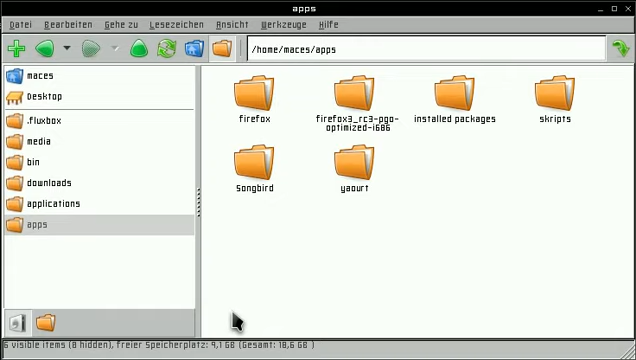 apps
Datei Bearbeiten Gehe zu Lesezeichen Ansicht Werkzeuge Hilfe
/home/maces/apps
maces
Desktop
.fluxbox
media
bin
downloads
applications
apps
firefox
firefox3_rc3-pgo-
optimized-i686
installed packages
skripts
Songbird
yaourt
6 visible items (8 hidden), freier Speicherplatz: 9,1 GB (Gesamt: 18,6 GB )